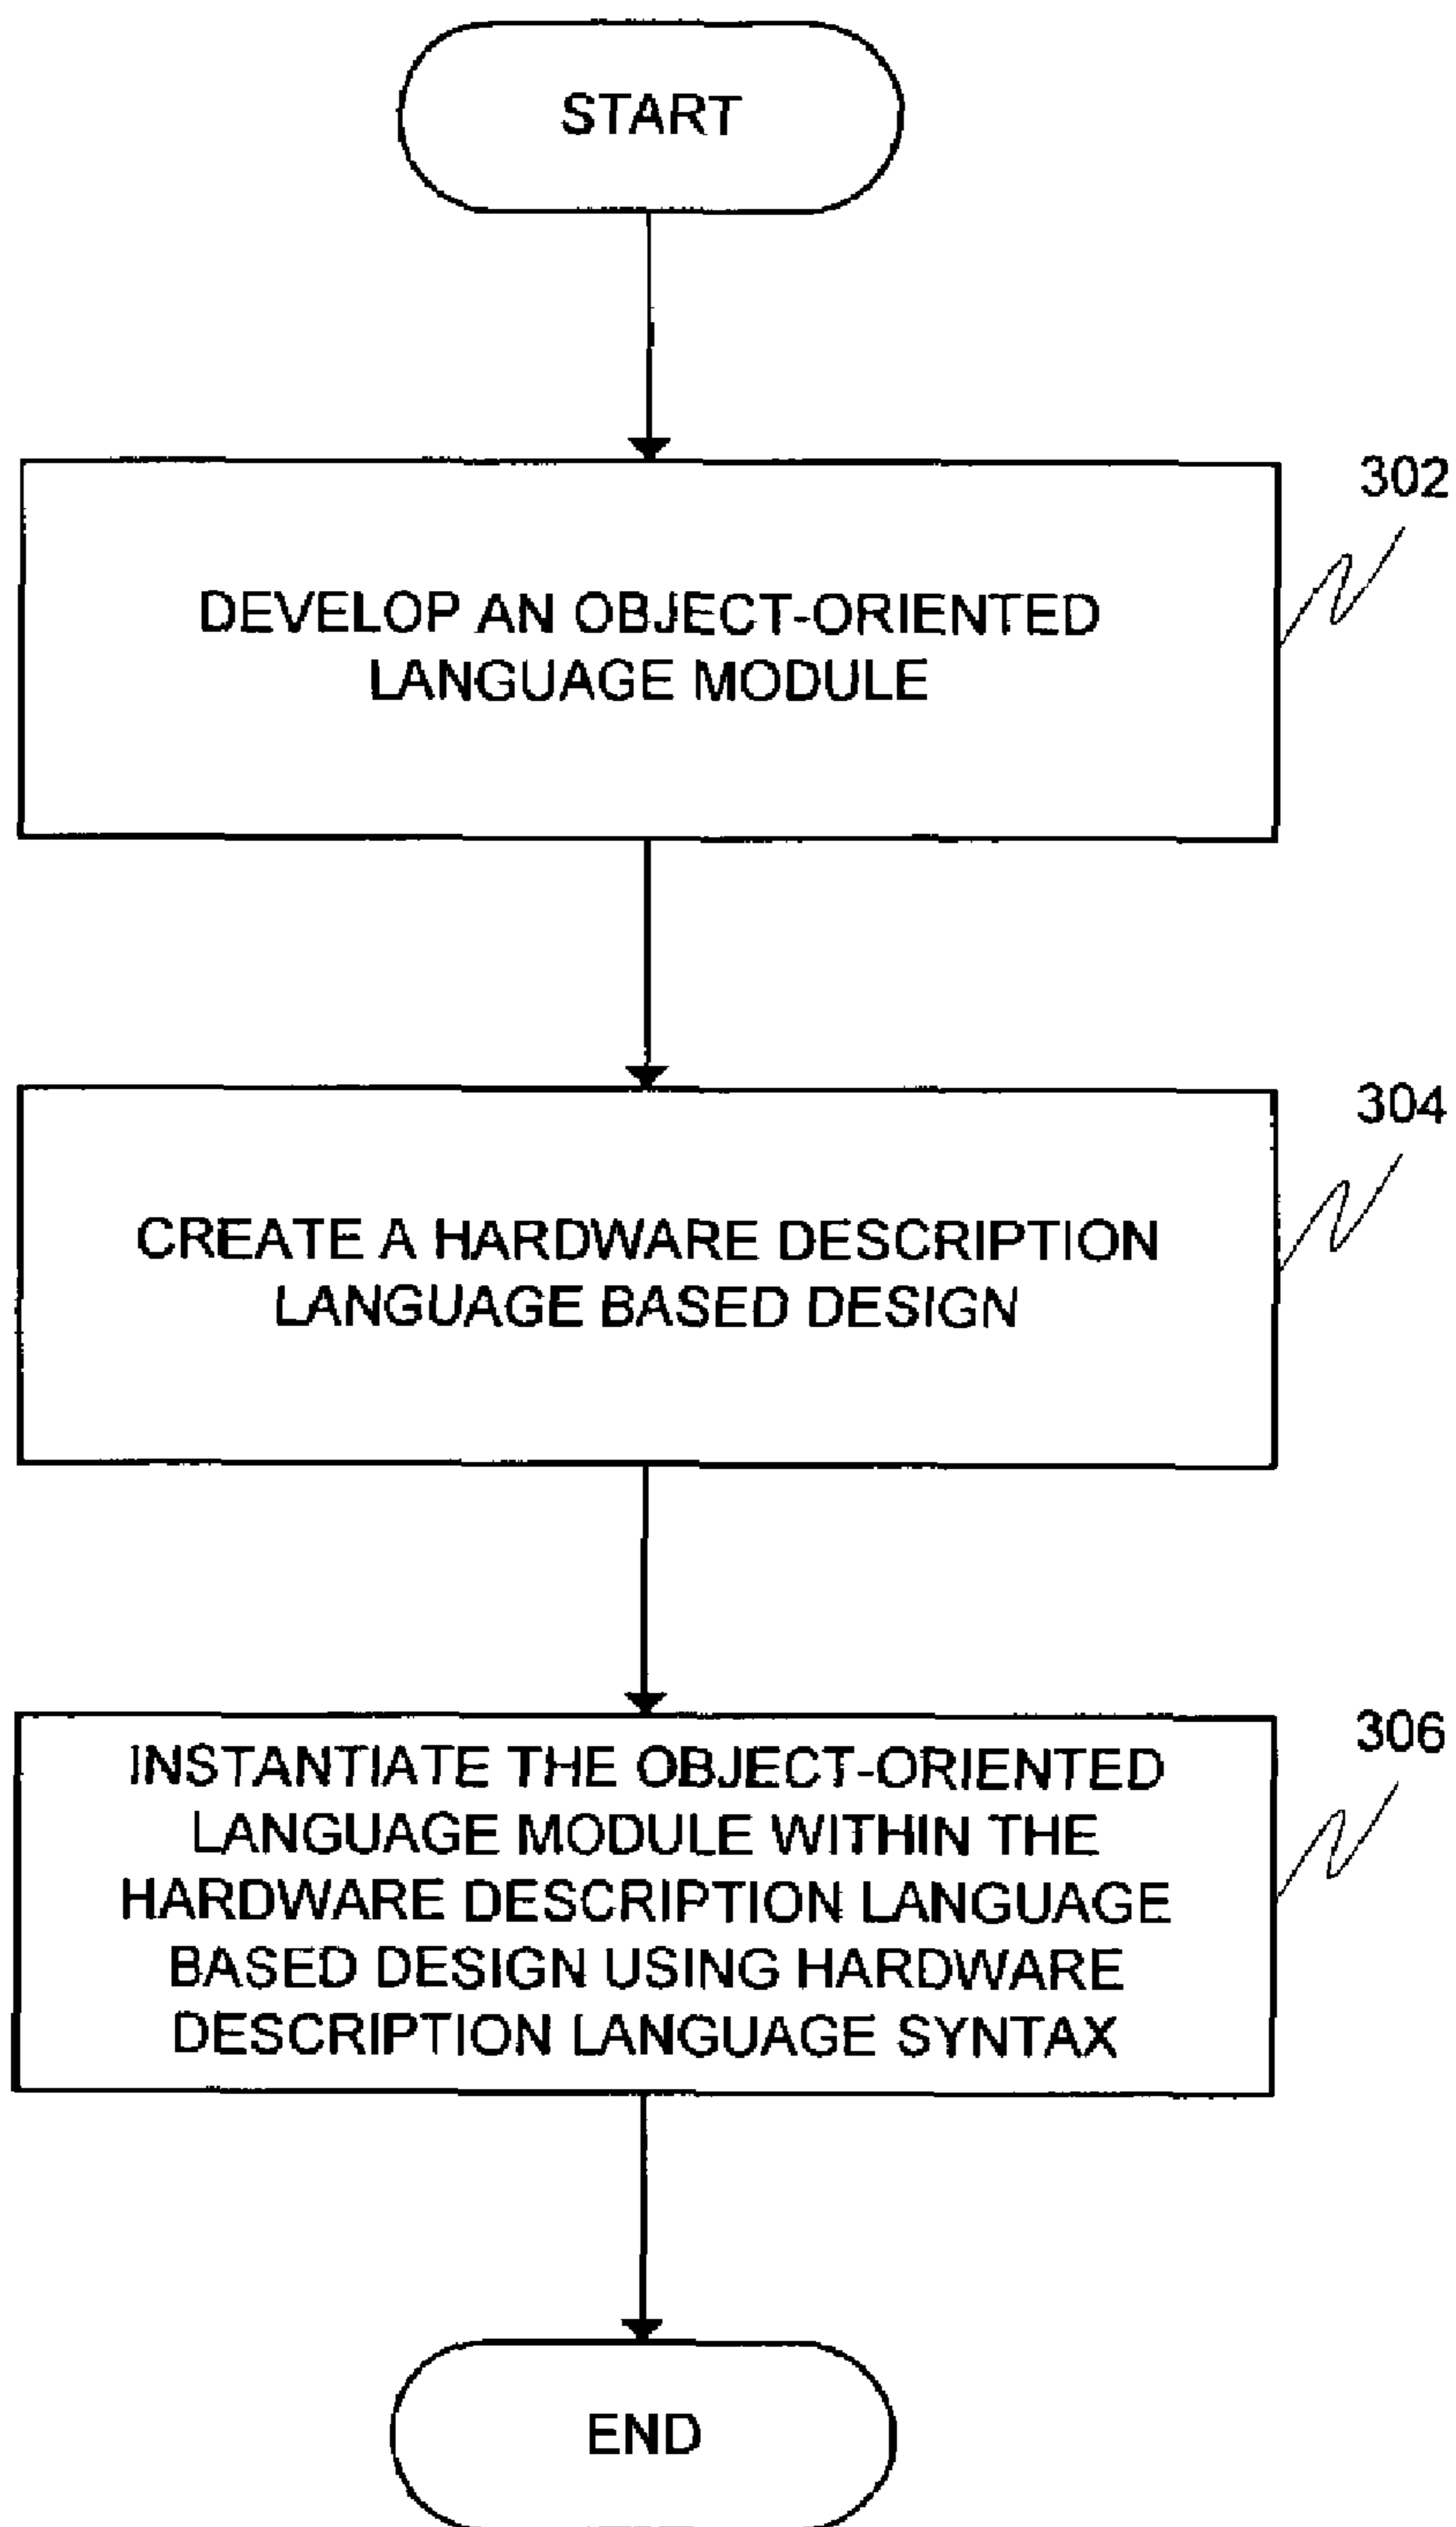 START
302
DEVELOP AN OBJECT-ORIENTED
LANGUAGE MODULE
304
CREATE A HARDWARE DESCRIPTION
LANGUAGE BASED DESIGN
306
INSTANTIATE THE OBJECT-ORIENTED
LANGUAGE MODULE WITHIN THE
HARDWARE DESCRIPTION LANGUAGE
BASED DESIGN USING HARDWARE
DESCRIPTION LANGUAGE SYNTAX
END